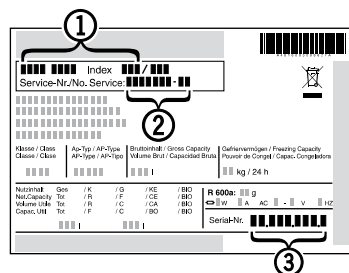 1
Index /
Service-Nr./No. Service: -
2
Klasse / Class
Classe / Clase
Ap-Typ / AP-Type
AP-Type / AP-Tipo
Bruttoinhalt / Gross Capacity
Volume Brut / Capacidad Bruta
l
Gefriervermögen / Freezing Capacity
Pouvoir de Congel / Capac. Congeladora
kg / 24 h
Nutzinhalt Ges / K / G / KE / BIO
Net.Capacity Tot / R / F / CE / BIO
Volume Utile Tot / R / C / CA / BIO
Capac, Util Tot / F / C / BO / BIO
l l
R 600a: g
W A AC - V HZ
Serial-Nr.
3